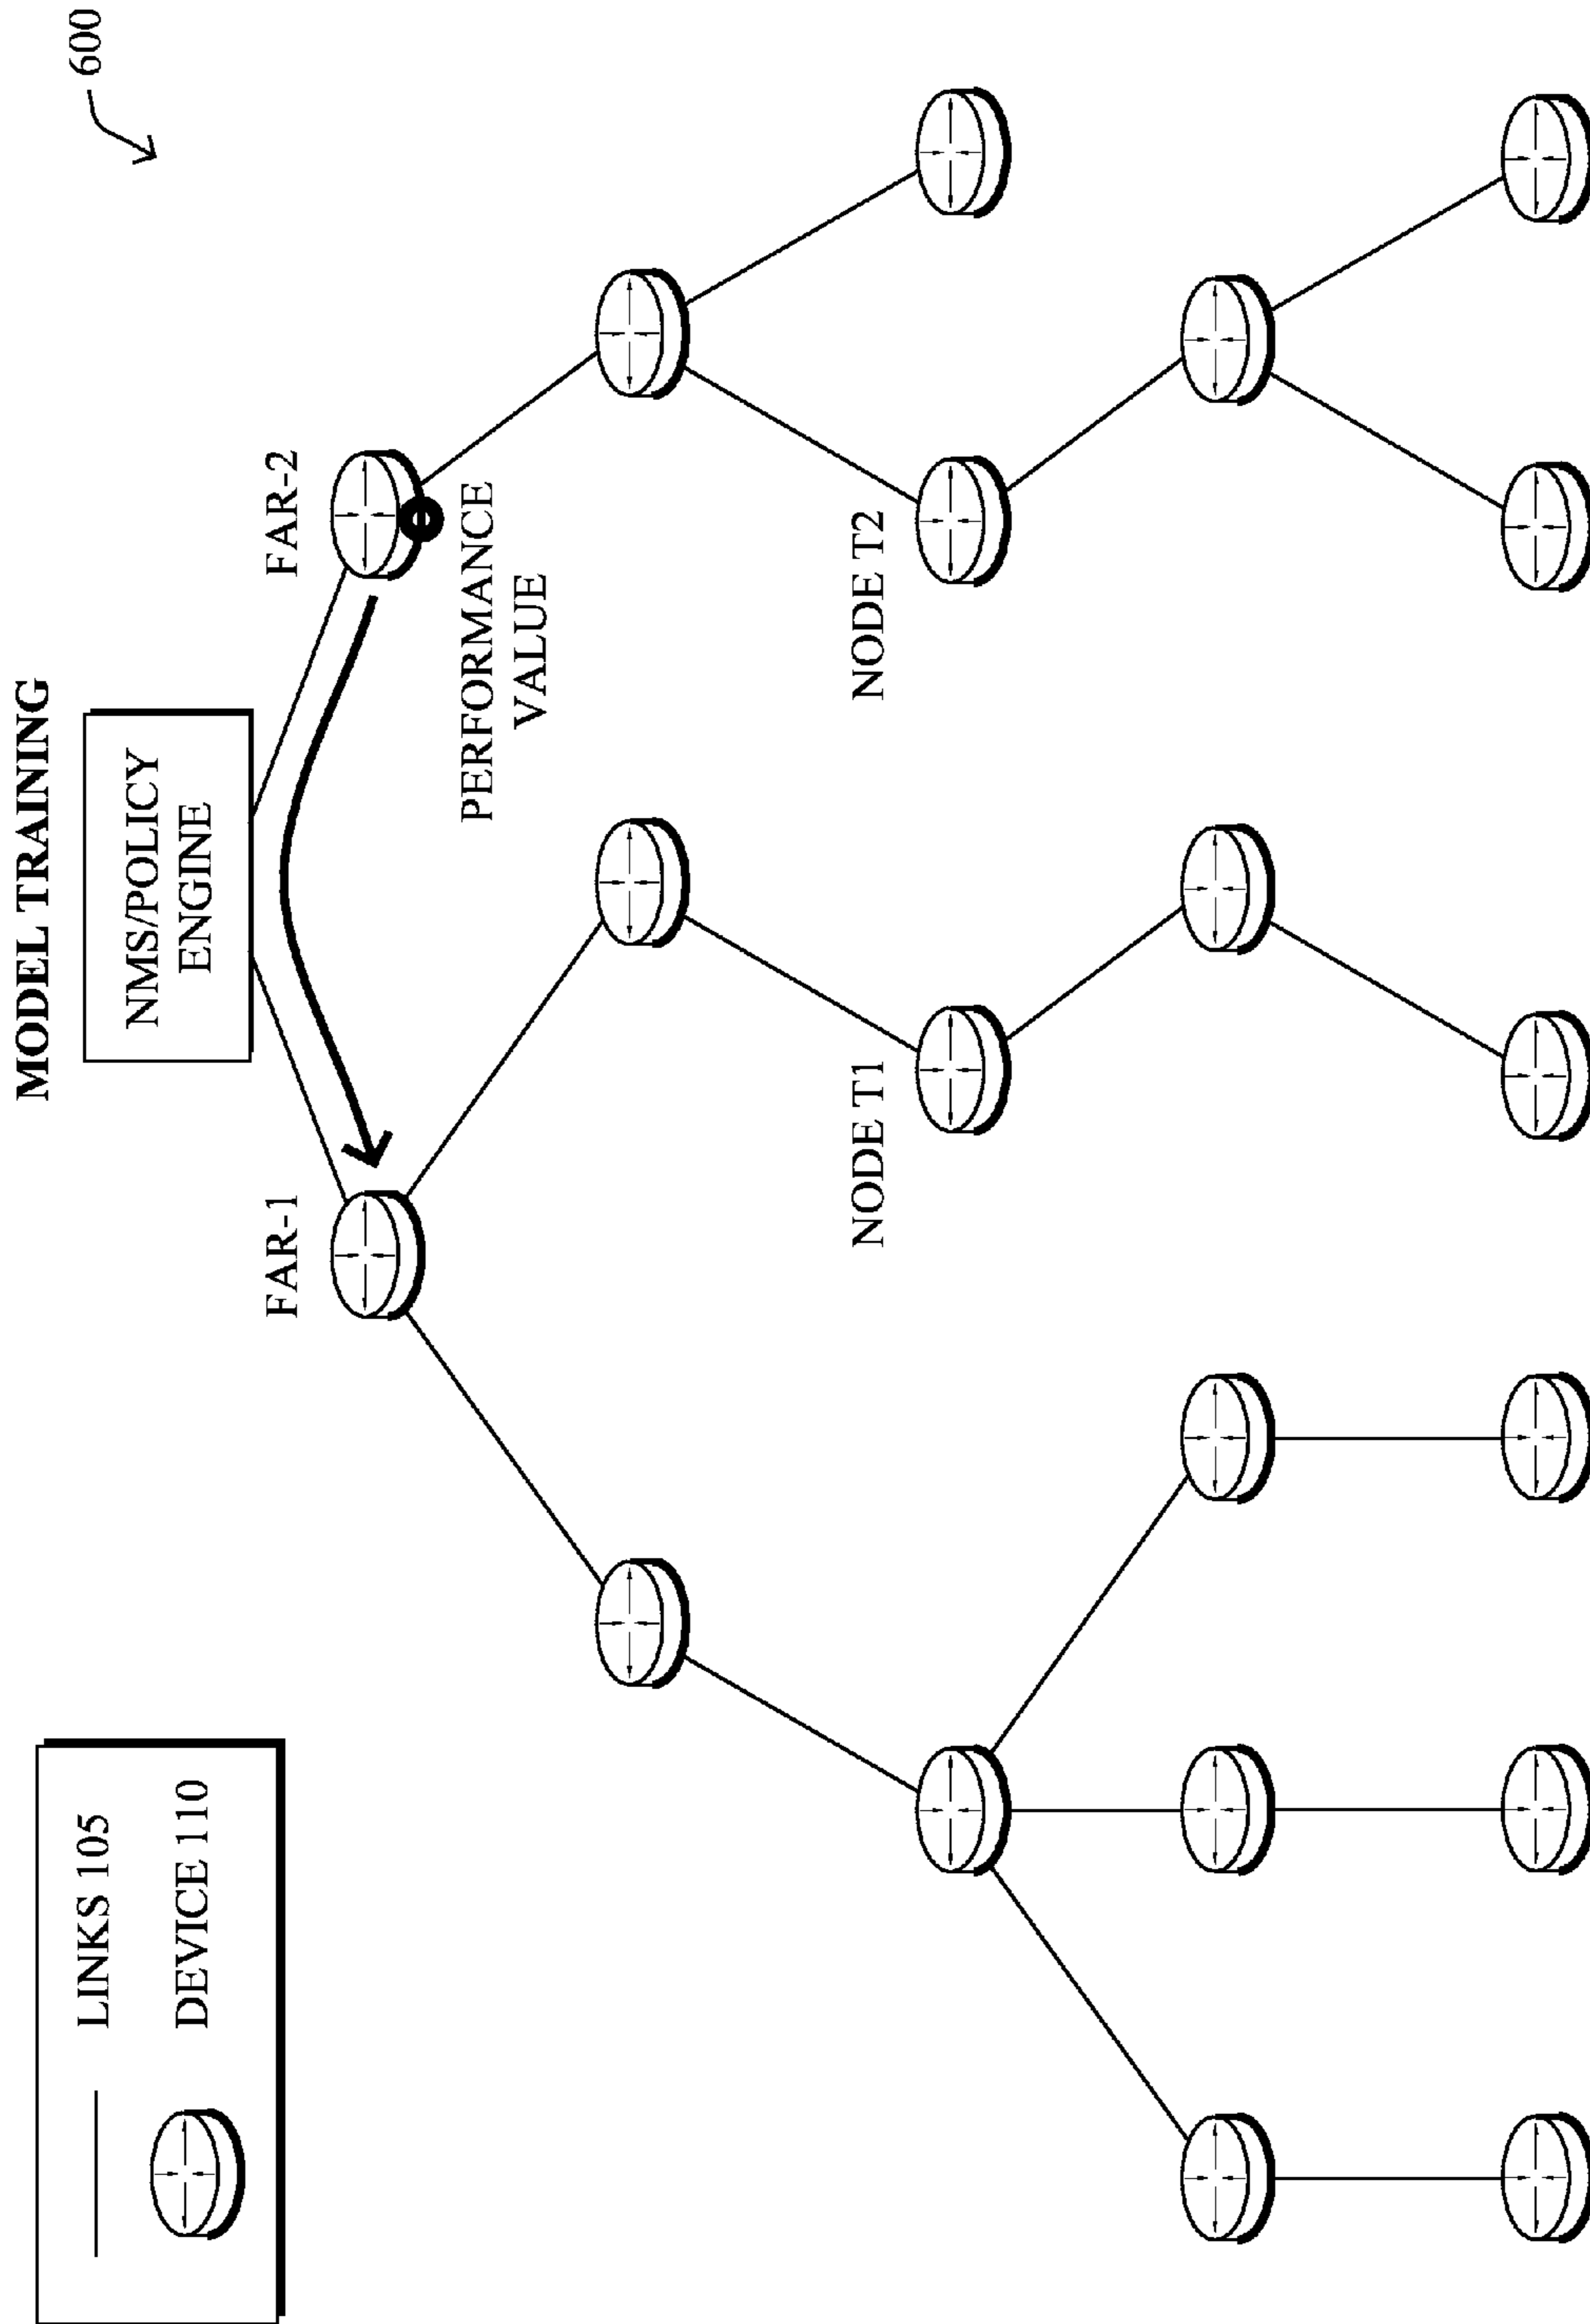 MODEL TRAINING
600
LINKS 105
DEVICE 110
NMS/POLICY
ENGINE
FAR-1
FAR-2
PERFORMANCE
VALUE
NODE T1
NODE T2